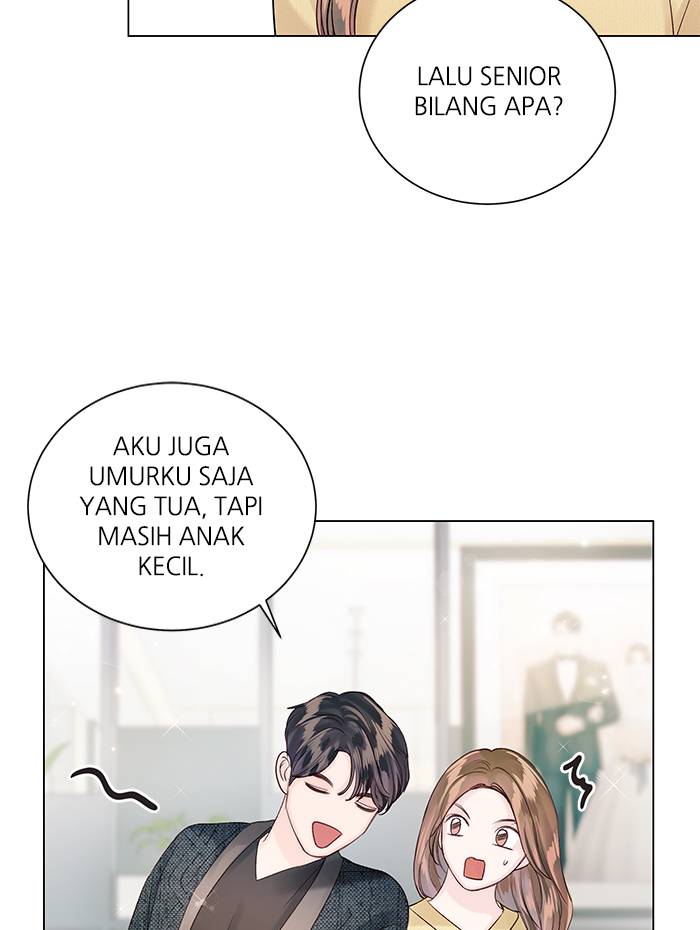 LALU SENIOR
BILANG APA?
AKU JUGA
UMURKU SAJA
YANG TUA, TAPI
MASIH ANAK
KECIL.